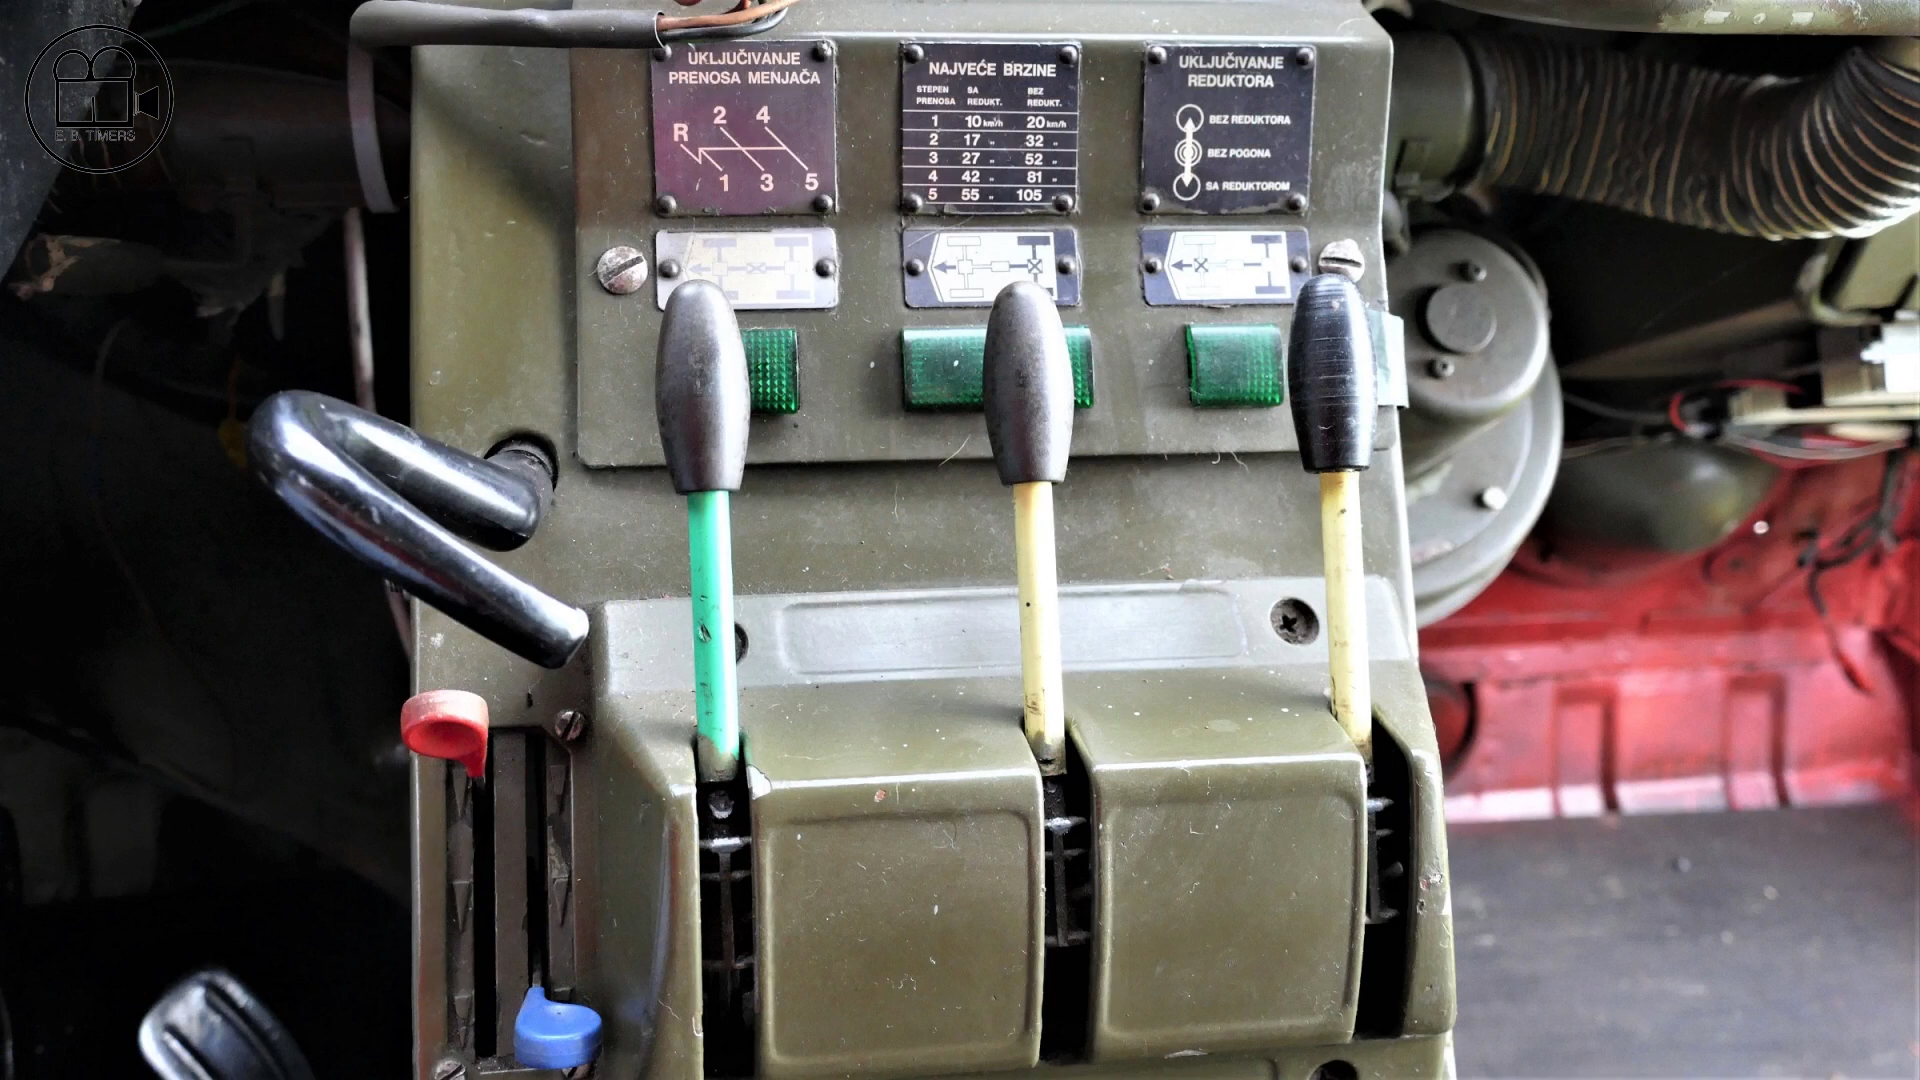 E. B. TIMERS
UKLJUČIVANJE
PRENOSA MENJAČA
2 4
R
1 3 5
NAJVEĆE BRZINE
STEPEN PRENOSA SA REDUKT. BEZ REDUKT.
1 10 km/h 20 km/h
2 17 " 32 "
3 27 " 52 "
4 42 " 81 "
5 55 " 105 "
UKLJUČIVANJE
REDUKTORA
BEZ REDUKTORA
BEZ POGONA
SA REDUKTOROM